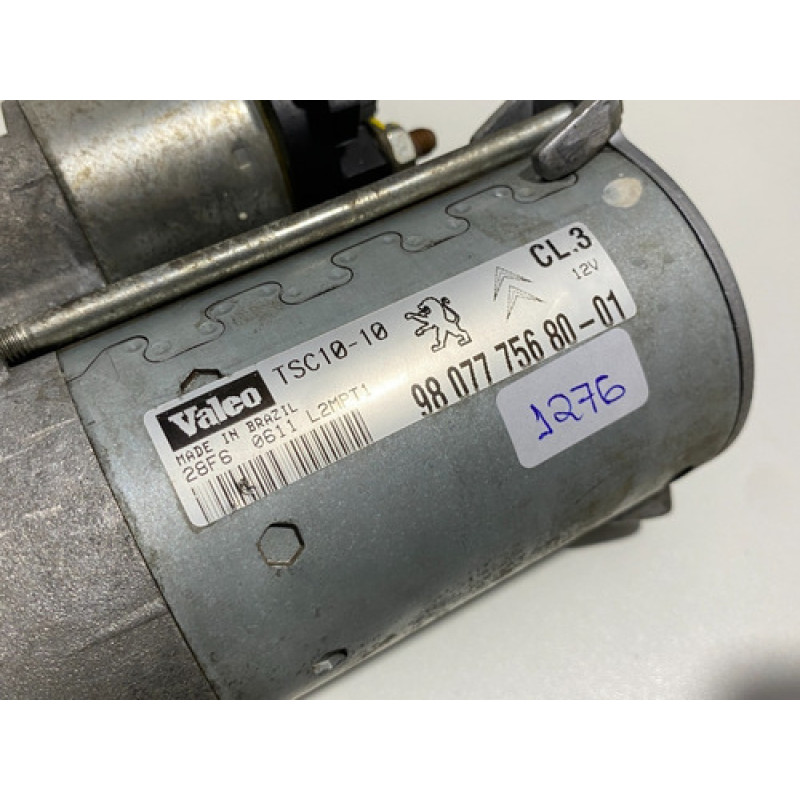 Valeo TSC10-10 CL.3
12V
MADE IN BRAZIL 98 077 756 80-01
28F6 0611 L2MPT1
1276